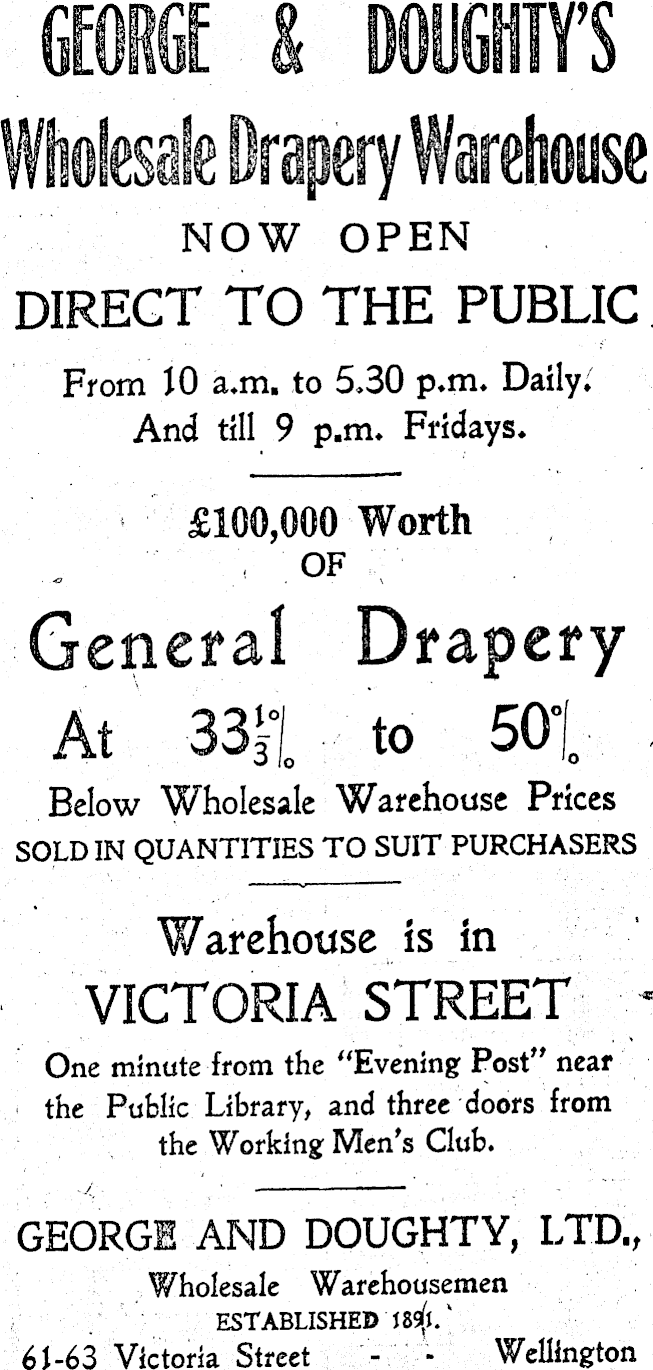 GEORGE & DOUGHTY'S
Wholesale Drapery Warehouse
NOW OPEN
DIRECT TO THE PUBLIC
From 10 a.m. to 5.30 p.m. Daily.
And till 9 p.m. Fridays.
£100,000 Worth
OF
General Drapery
At 33⅓% to 50%
Below Wholesale Warehouse Prices
SOLD IN QUANTITIES TO SUIT PURCHASERS
Warehouse is in
VICTORIA STREET
One minute from the "Evening Post" near
the Public Library, and three doors from
the Working Men's Club.
GEORGE AND DOUGHTY, LTD.,
Wholesale Warehousemen
ESTABLISHED 1891.
61-63 Victoria Street - - Wellington